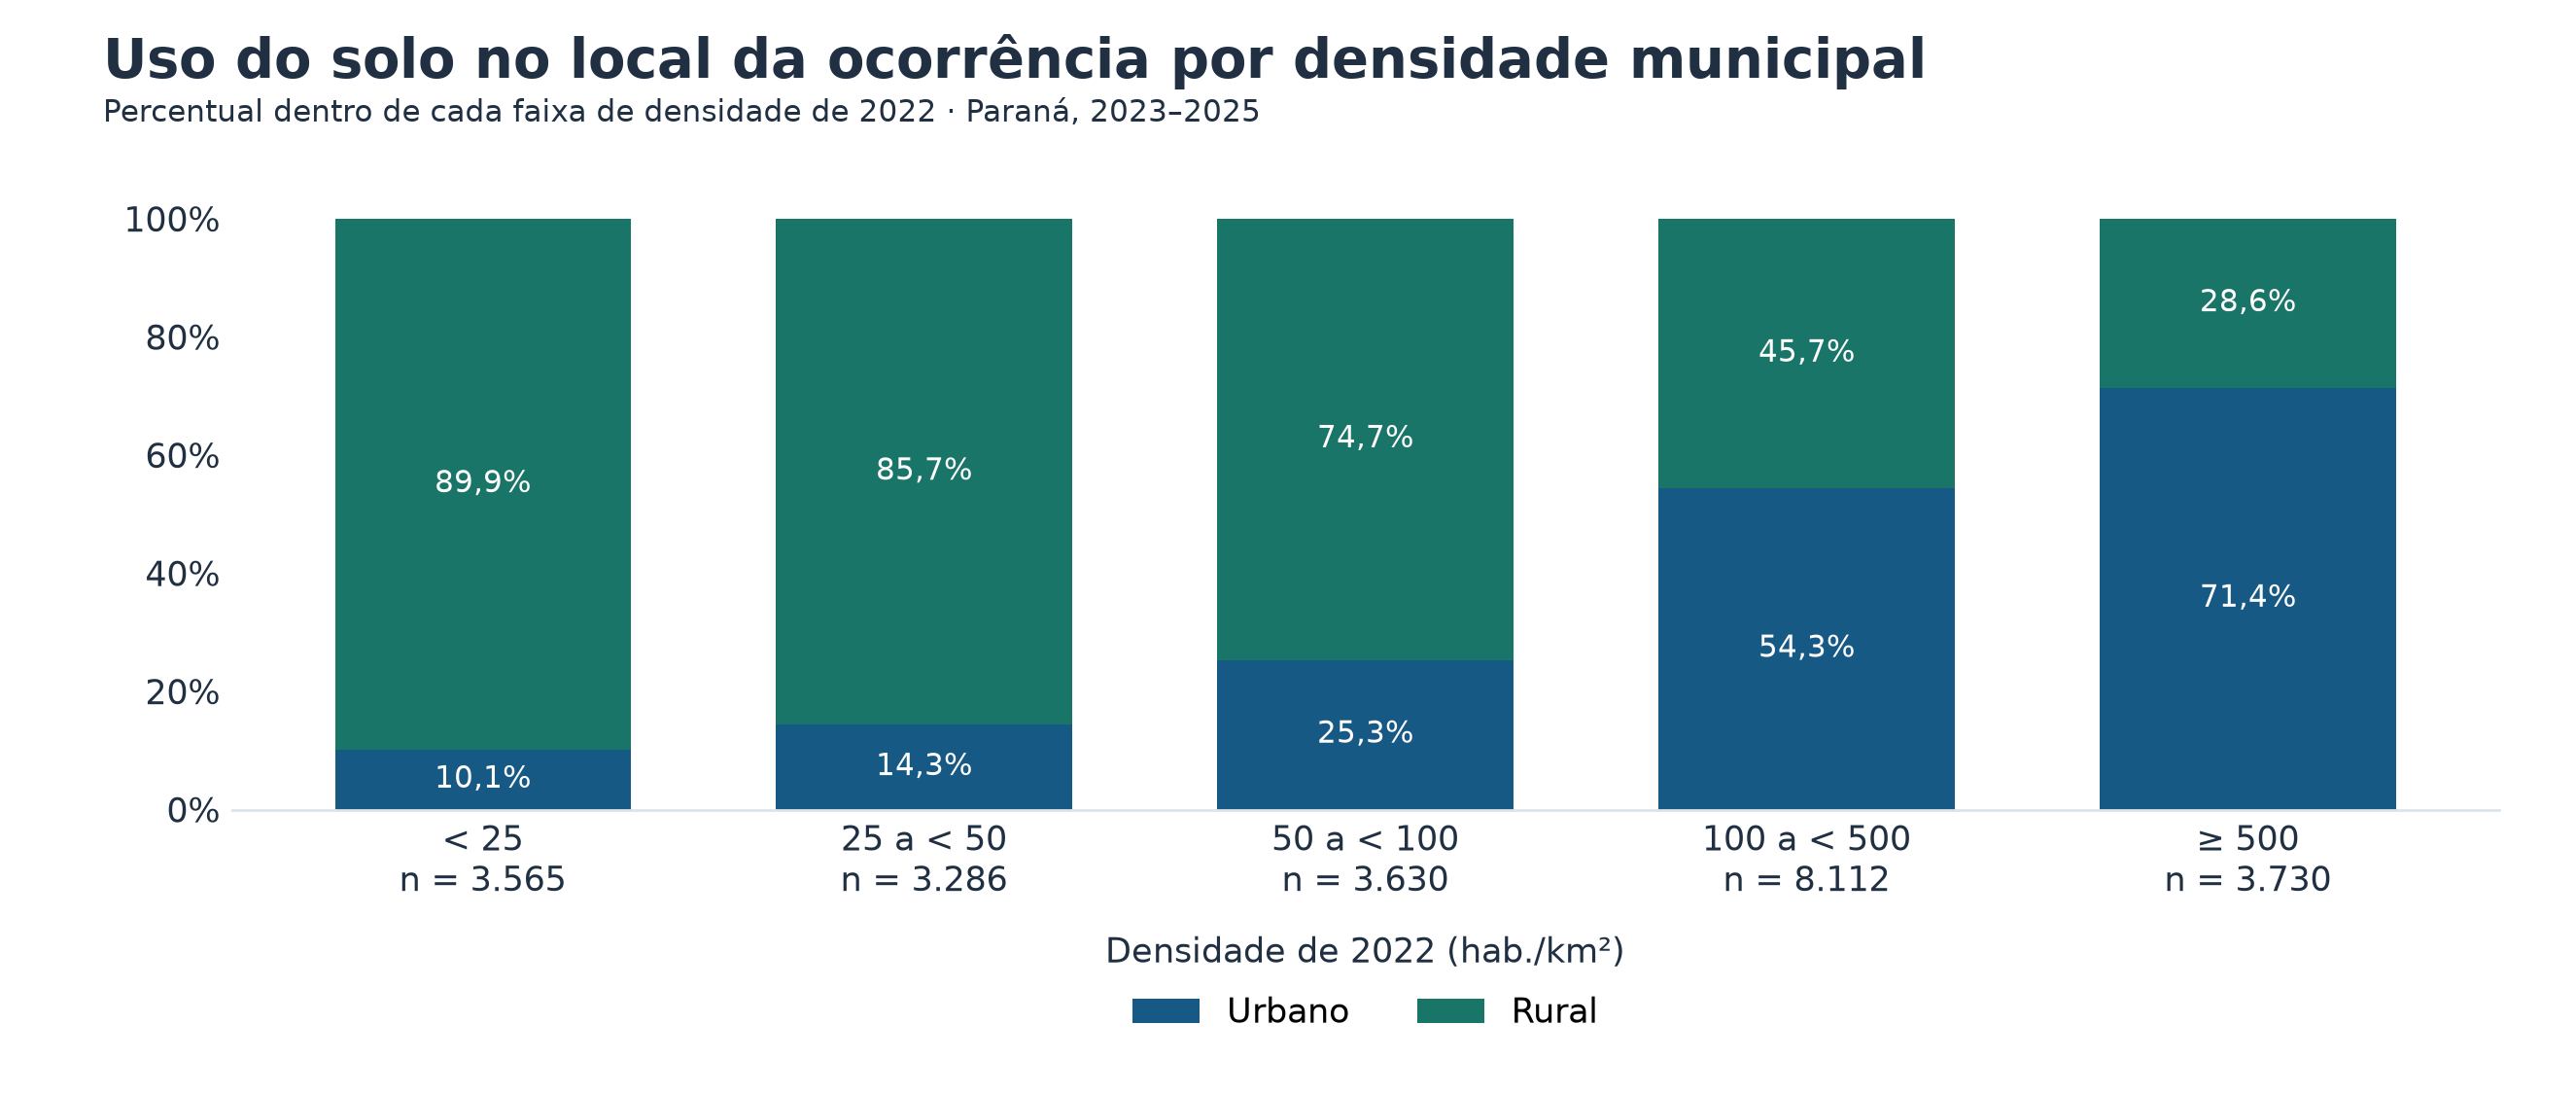 Uso do solo no local da ocorrência por densidade municipal
Percentual dentro de cada faixa de densidade de 2022 · Paraná, 2023–2025
100%
80%
60%
40%
20%
0%
89,9%
10,1%
85,7%
14,3%
74,7%
25,3%
45,7%
54,3%
28,6%
71,4%
< 25
n = 3.565
25 a < 50
n = 3.286
50 a < 100
n = 3.630
100 a < 500
n = 8.112
≥ 500
n = 3.730
Densidade de 2022 (hab./km²)
Urbano
Rural